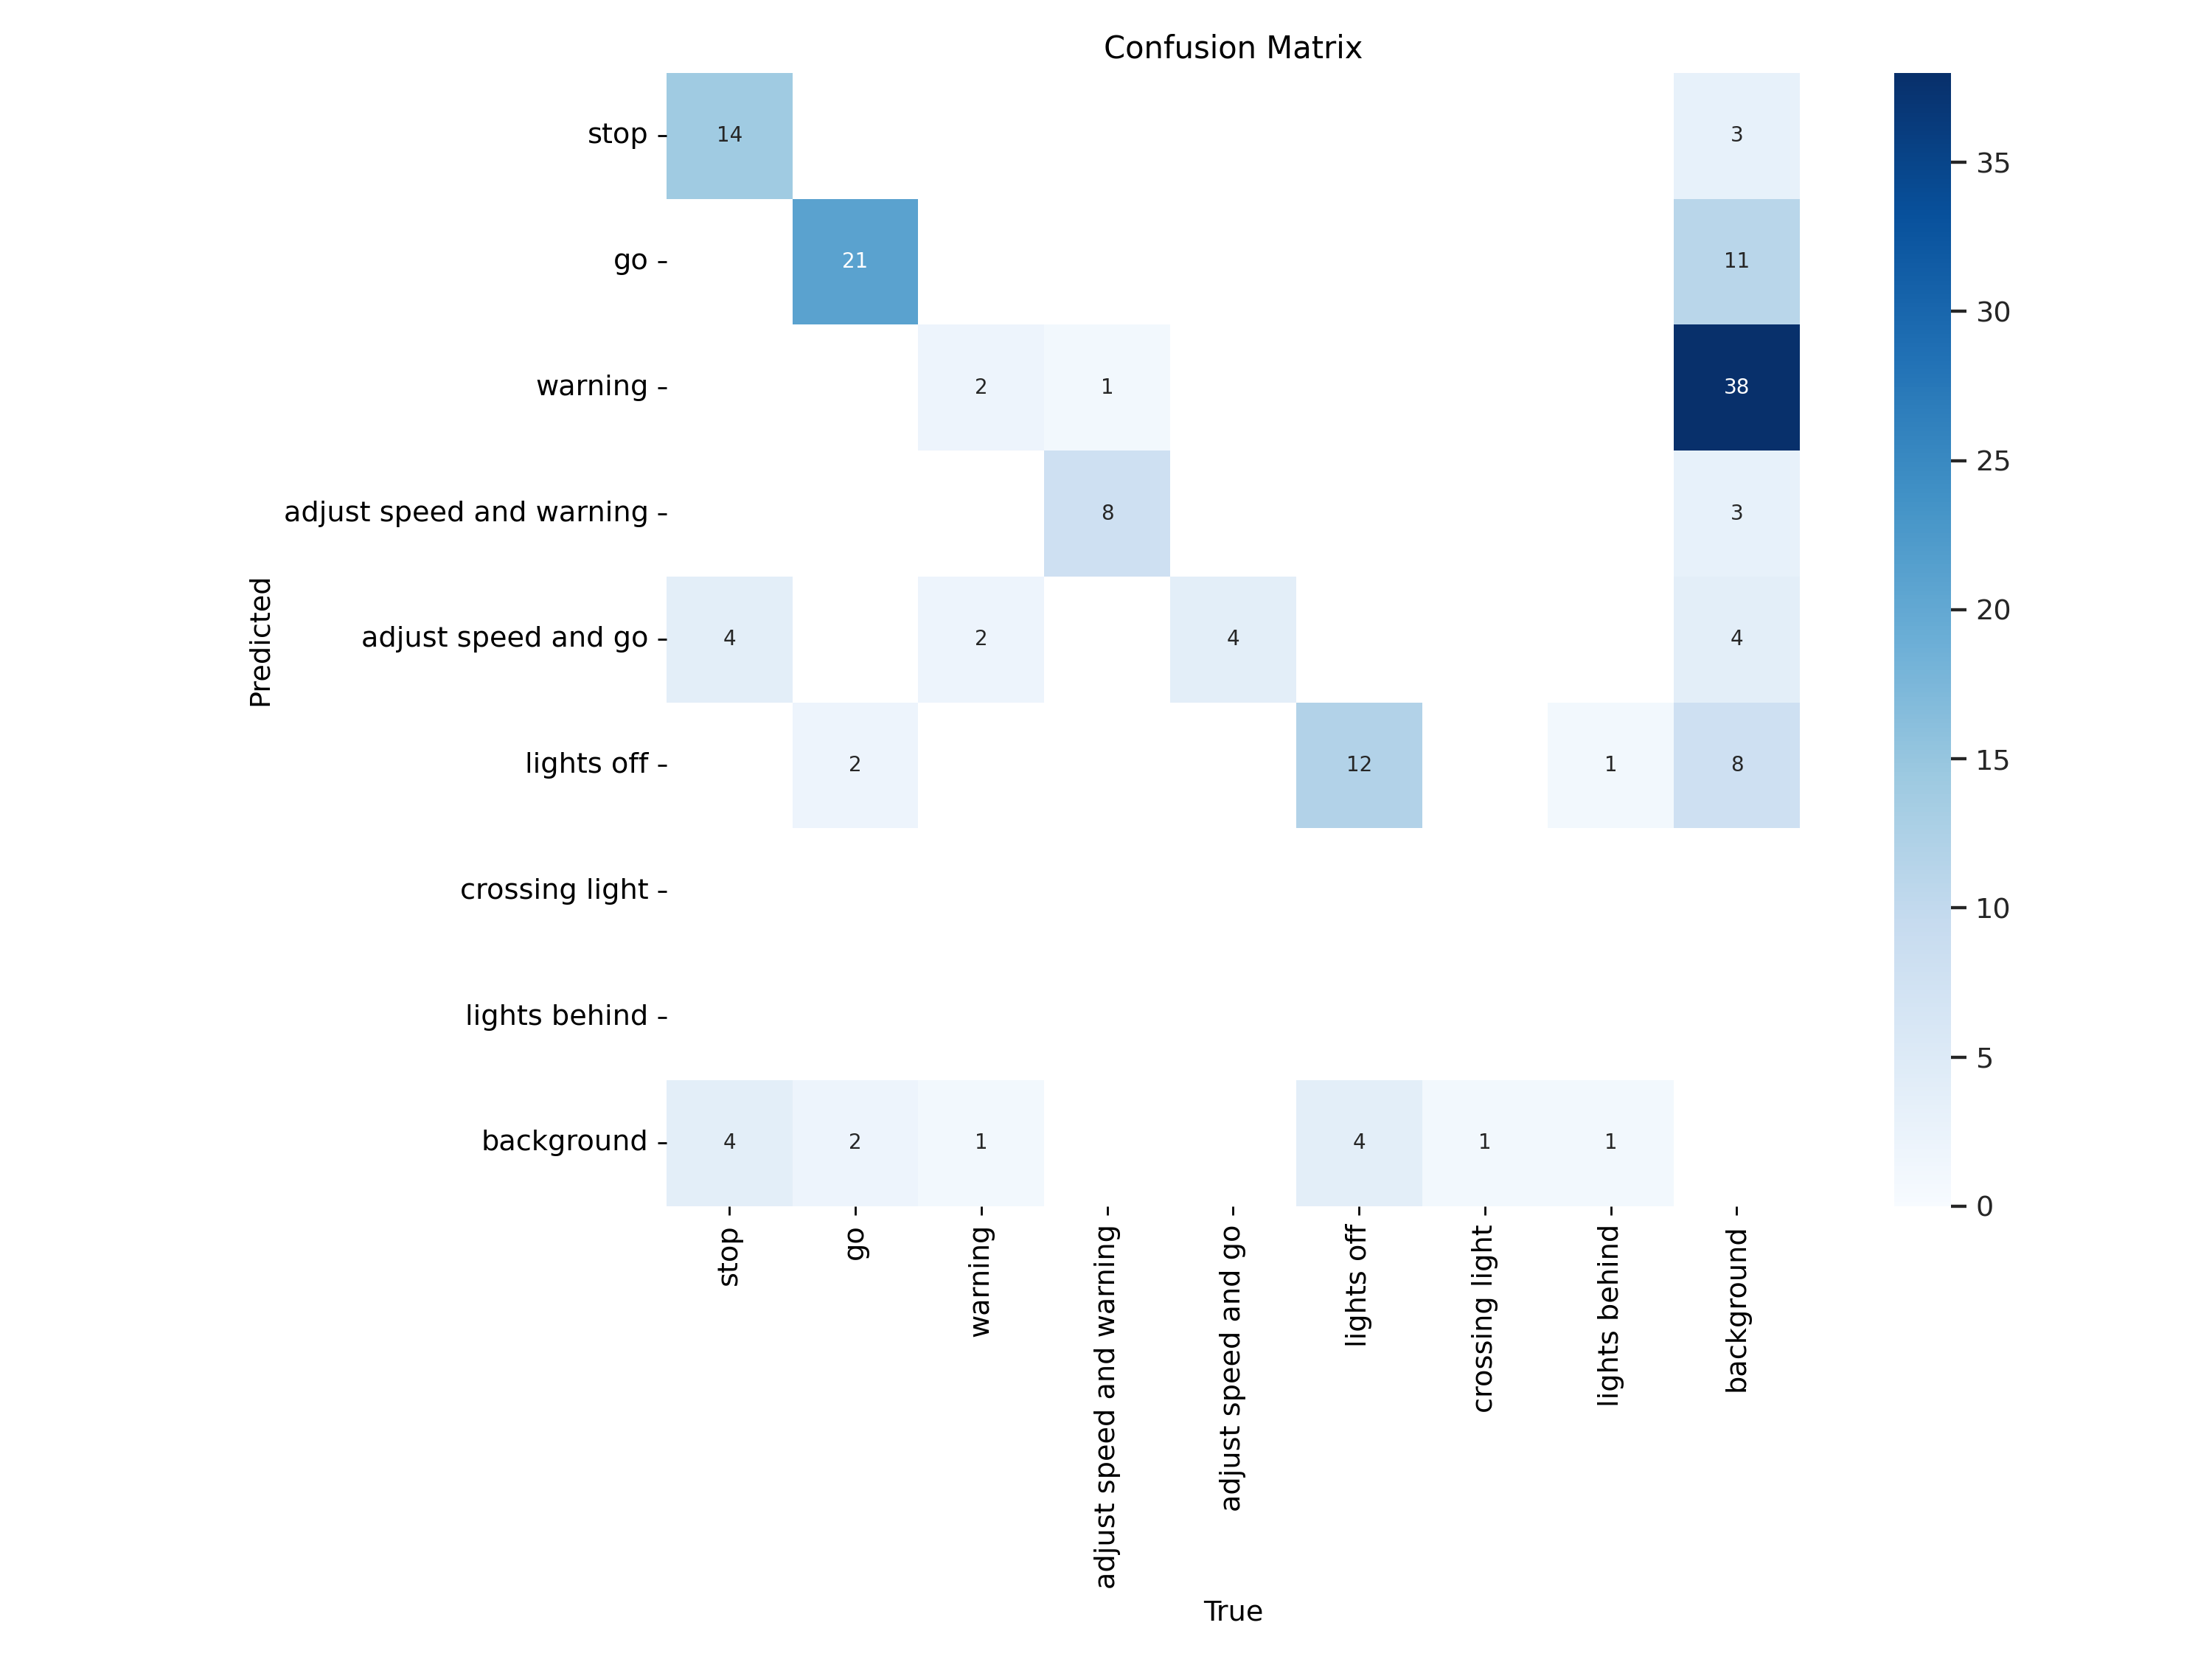 Confusion Matrix
stop 14 3
go 21 11
warning 2 1 38
adjust speed and warning 8 3
adjust speed and go 4 2 4 4
lights off 2 12 1 8
crossing light
lights behind
background 4 2 1 4 1 1
Predicted
stop
go
warning
adjust speed and warning
adjust speed and go
lights off
crossing light
lights behind
background
True
35
30
25
20
15
10
5
0